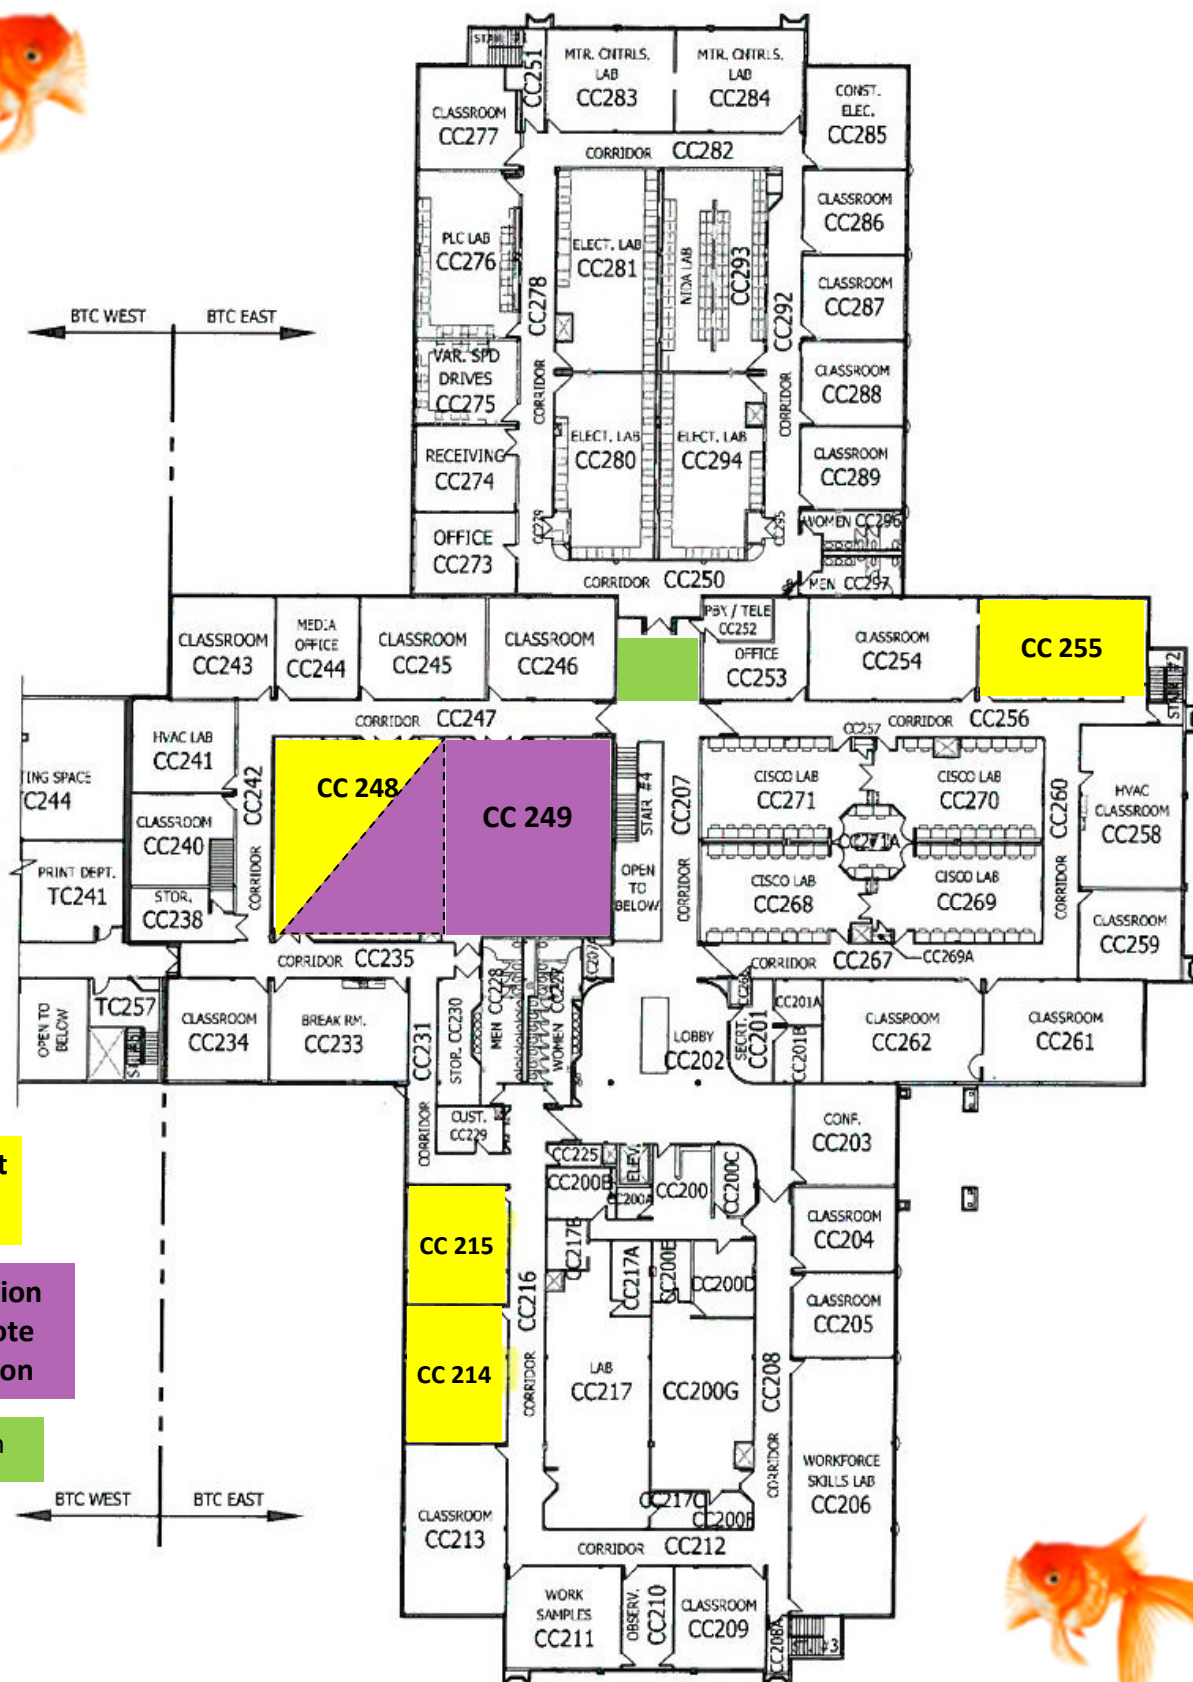 STAIR #1
CC251
MTR. CNTRLS.
LAB
CC283
MTR. CNTRLS.
LAB
CC284
CONST.
ELEC.
CC285
CLASSROOM
CC277
CORRIDOR CC282
CLASSROOM
CC286
PLC LAB
CC276
CORRIDOR CC278
ELECT. LAB
CC281
NIDA LAB
CC293
CORRIDOR CC292
CLASSROOM
CC287
BTC WEST
BTC EAST
VAR. SPD
DRIVES
CC275
CLASSROOM
CC288
RECEIVING
CC274
ELECT. LAB
CC280
ELECT. LAB
CC294
CLASSROOM
CC289
OFFICE
CC273
CC279
CC295
WOMEN CC296
CORRIDOR CC250
MEN CC297
CLASSROOM
CC243
MEDIA
OFFICE
CC244
CLASSROOM
CC245
CLASSROOM
CC246
PBX / TELE
CC252
OFFICE
CC253
CLASSROOM
CC254
CC 255
STAIR #2
CORRIDOR CC247
CORRIDOR CC256
HVAC LAB
CC241
CORRIDOR CC242
CC 248
CC 249
STAIR #4
CORRIDOR CC207
CC257
CISCO LAB
CC271
CISCO LAB
CC270
CORRIDOR CC260
HVAC
CLASSROOM
CC258
TING SPACE
C244
CLASSROOM
CC240
CC271A
OPEN
TO
BELOW
PRINT DEPT.
TC241
STOR.
CC238
CISCO LAB
CC268
CISCO LAB
CC269
CLASSROOM
CC259
CORRIDOR CC235
CC207A
CORRIDOR CC267
CC269A
OPEN TO
BELOW
TC257
CLASSROOM
CC234
BREAK RM.
CC233
CORRIDOR CC231
STOR. CC230
MEN CC228
WOMEN CC227
LOBBY
CC202
SECRT.
CC201
CC201A
CC201B
CLASSROOM
CC262
CLASSROOM
CC261
CUST.
CC229
CC225
ELEV.
CC200B
CC200A
CC200
CC200C
CONF.
CC203
t
CC 215
CC217B
CC217A
CC200E
CC200D
CLASSROOM
CC204
ion
ote
on
CORRIDOR CC216
CLASSROOM
CC205
CC 214
LAB
CC217
CC200G
CORRIDOR CC208
BTC WEST
BTC EAST
CLASSROOM
CC213
CC217C
CC200F
WORKFORCE
SKILLS LAB
CC206
CORRIDOR CC212
WORK
SAMPLES
CC211
OBSERV.
CC210
CLASSROOM
CC209
CC208A
ST. #3